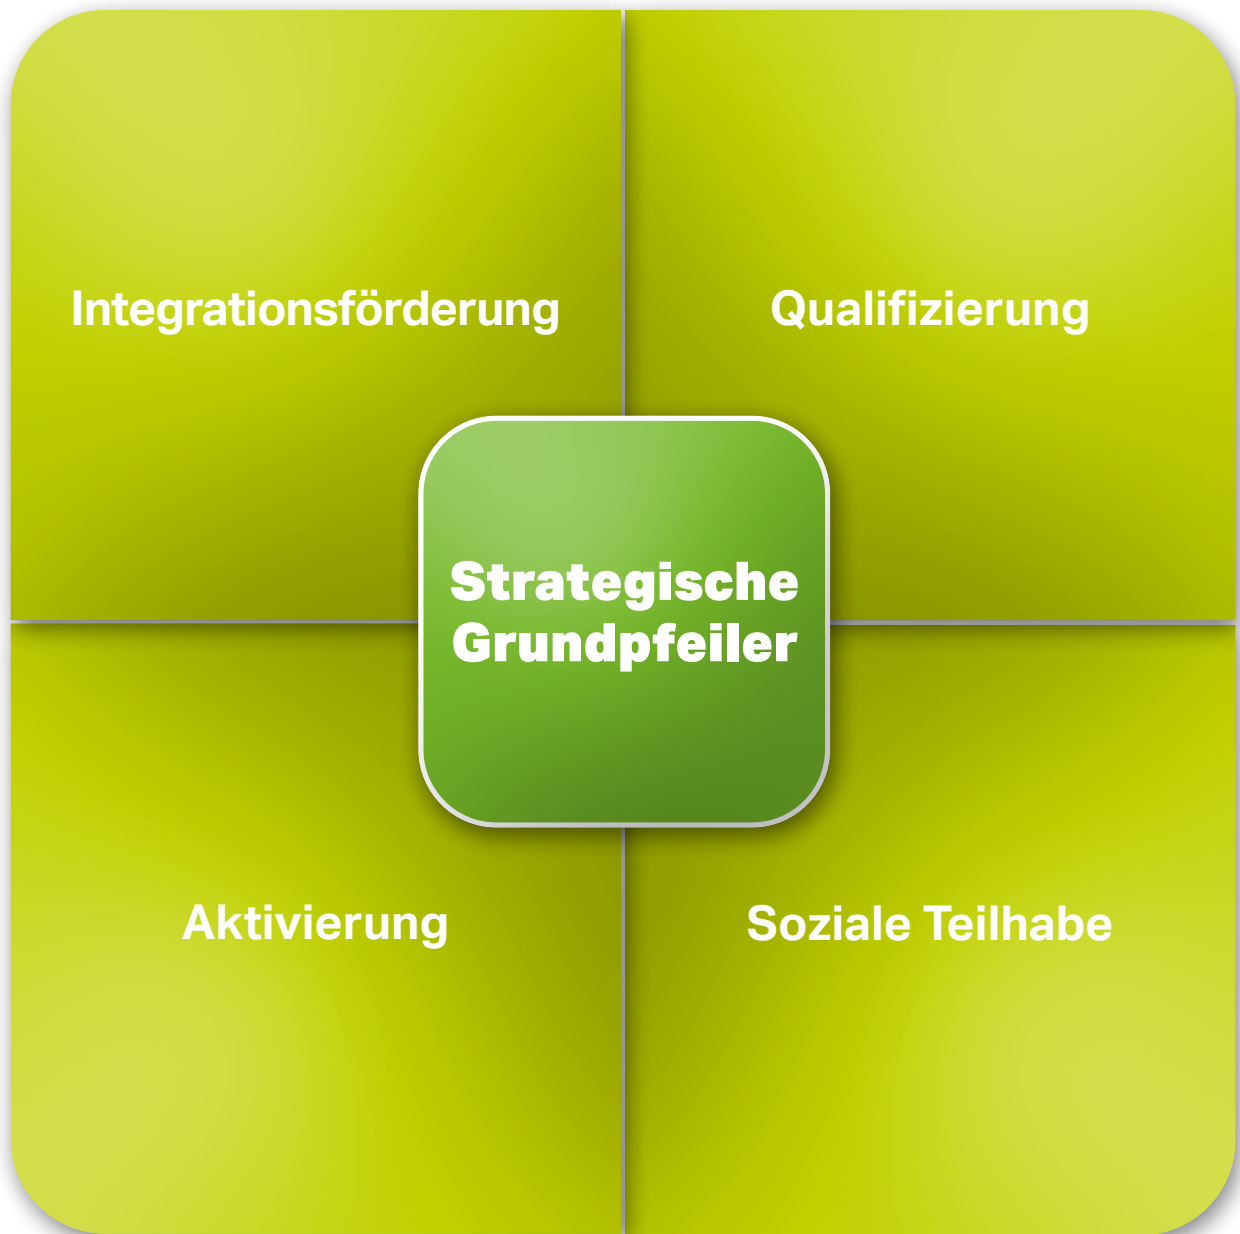 Integrationsförderung
Qualifizierung
Strategische
Grundpfeiler
Aktivierung
Soziale Teilhabe